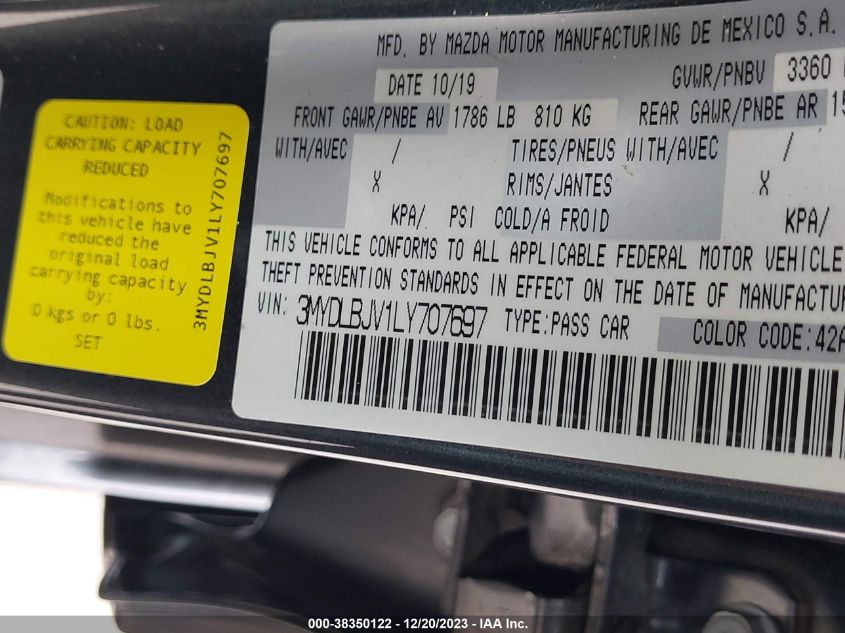 CAUTION: LOAD
CARRYING CAPACITY
REDUCED
Modifications to
this vehicle have
reduced the
original load
carrying capacity
by:
0 kgs or 0 lbs.
SET
3MYDLBJV1LY707697
MFD. BY MAZDA MOTOR MANUFACTURING DE MEXICO S.A.
DATE 10/19 GVWR/PNBV 3360
FRONT GAWR/PNBE AV 1786 LB 810 KG REAR GAWR/PNBE AR
WITH/AVEC / TIRES/PNEUS WITH/AVEC /
X RIMS/JANTES X
KPA/ PSI COLD/A FROID KPA/
THIS VEHICLE CONFORMS TO ALL APPLICABLE FEDERAL MOTOR VEHICLE
THEFT PREVENTION STANDARDS IN EFFECT ON THE DATE OF MANUFACTUR
VIN: 3MYDLBJV1LY707697 TYPE:PASS CAR COLOR CODE:42A
000-38350122 - 12/20/2023 - IAA Inc.